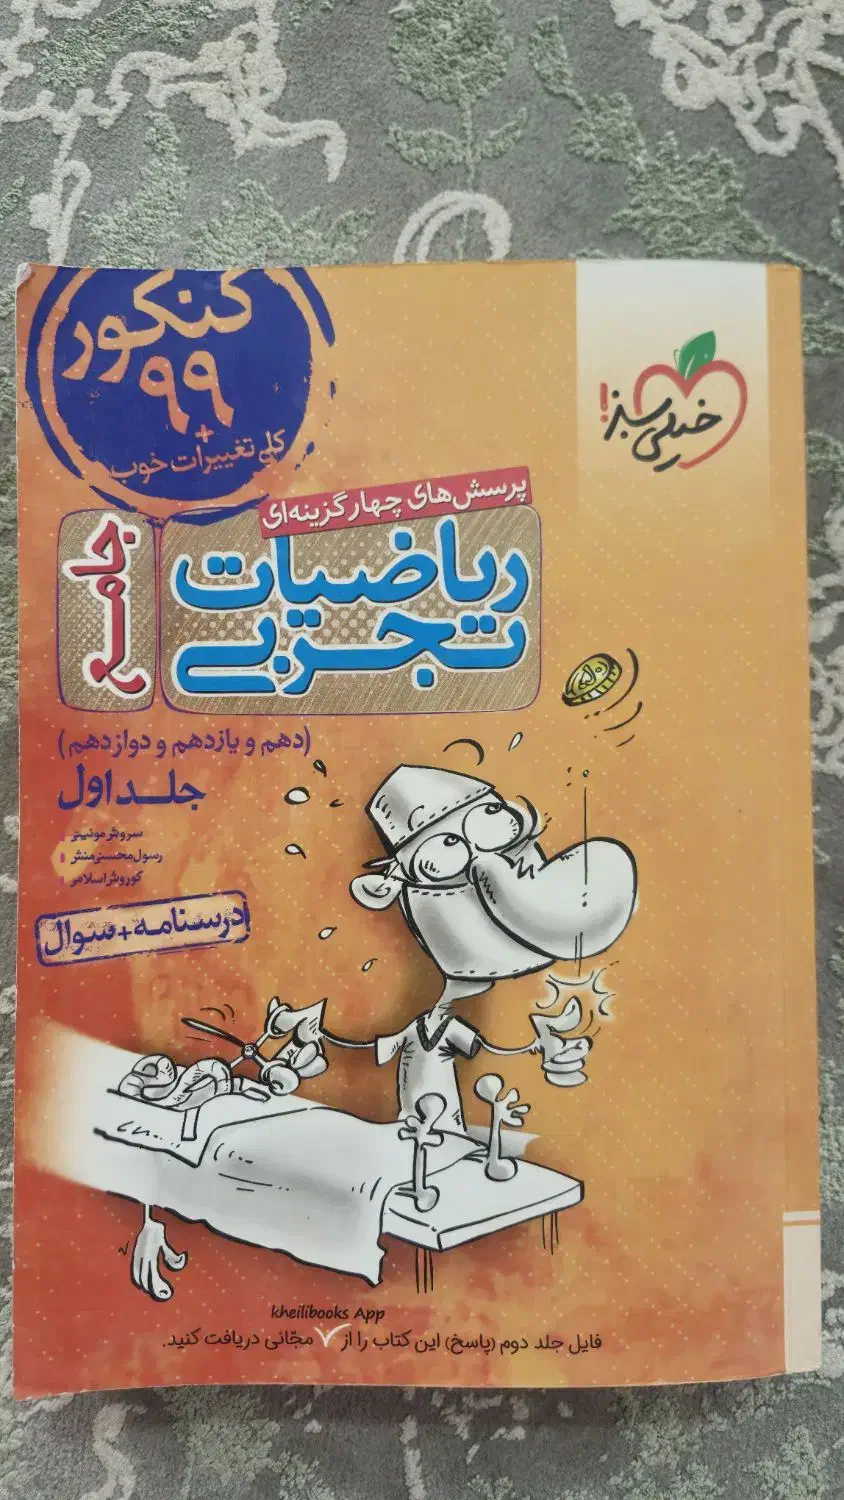 کنکور
۹۹
+
کلی تغییرات خوب
خیلی سبز!
پرسش‌های چهارگزینه‌ای
ریاضیات
تجربی
جامع
(دهم و یازدهم و دوازدهم)
جلد اول
سروش موئینی
رسول محسنی‌منش
کوروش اسلامی
درسنامه + سوال
kheilibooks App
فایل جلد دوم (پاسخ) این کتاب را از مجّانی دریافت کنید.